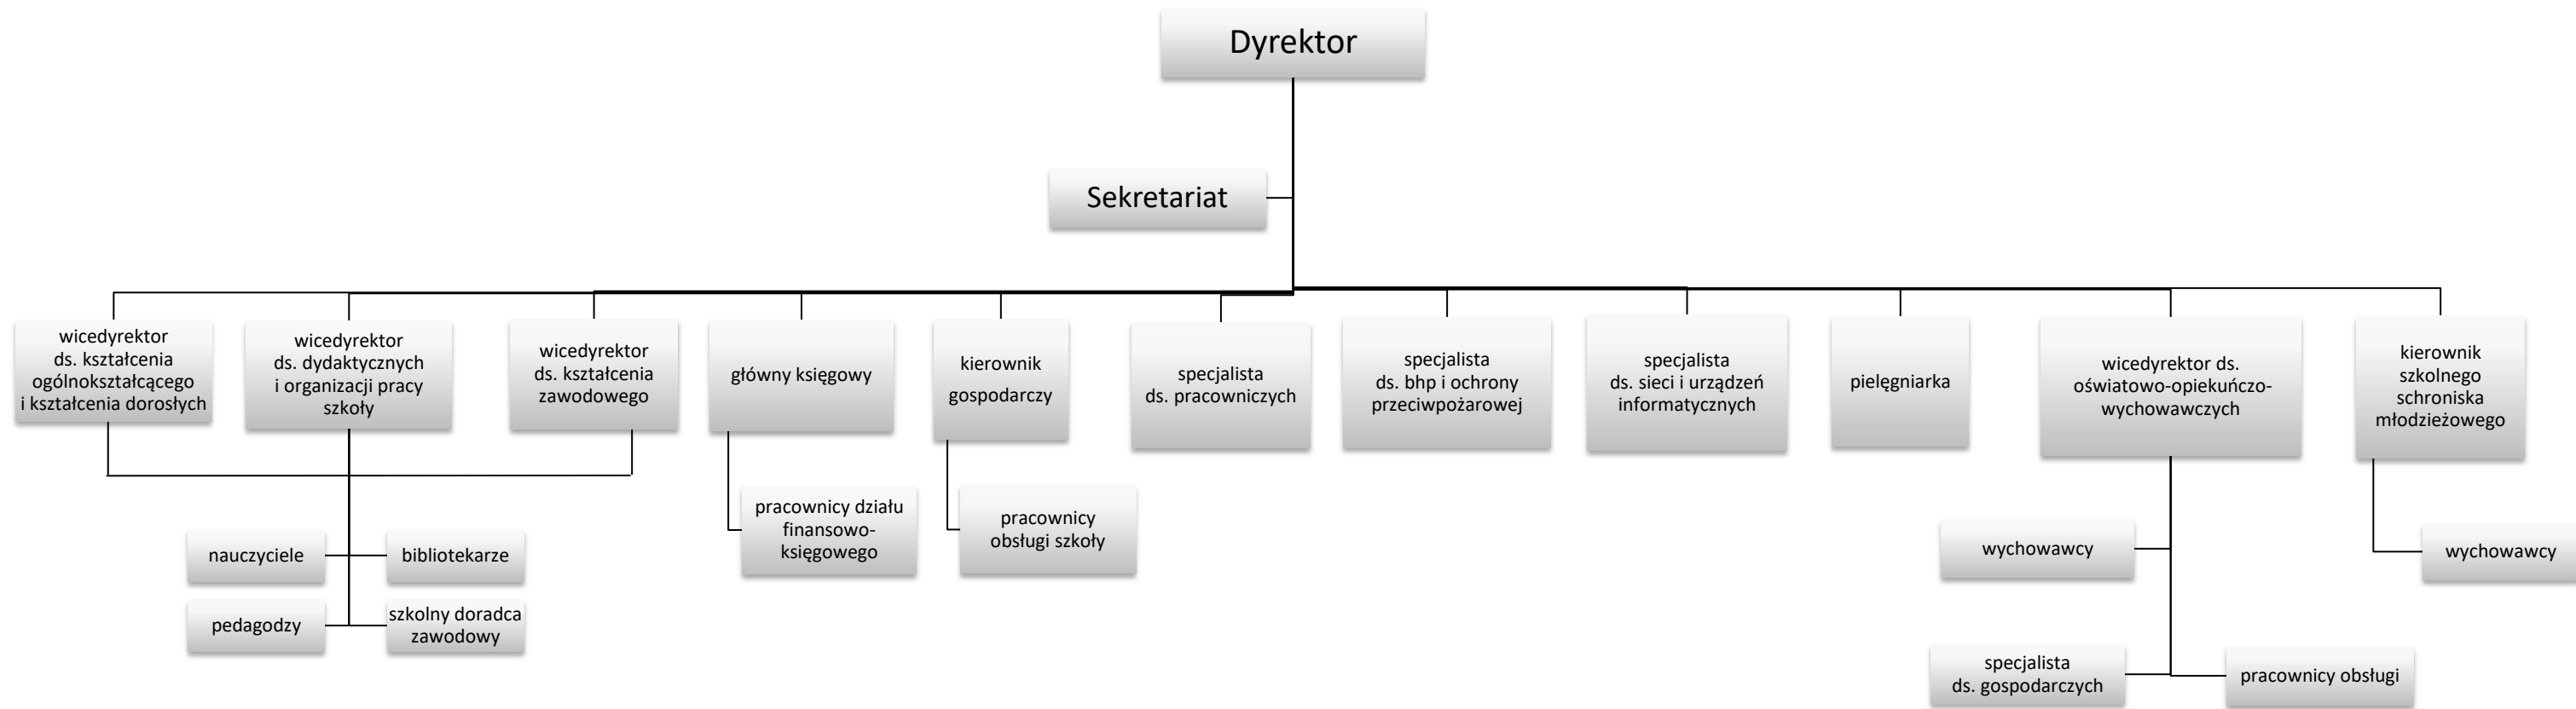 Dyrektor
Sekretariat
wicedyrektor
ds. kształcenia
ogólnokształcącego
i kształcenia dorosłych
wicedyrektor
ds. dydaktycznych
i organizacji pracy
szkoły
wicedyrektor
ds. kształcenia
zawodowego
główny księgowy
kierownik
gospodarczy
specjalista
ds. pracowniczych
specjalista
ds. bhp i ochrony
przeciwpożarowej
specjalista
ds. sieci i urządzeń
informatycznych
pielęgniarka
wicedyrektor ds.
oświatowo-opiekuńczo-
wychowawczych
kierownik
szkolnego
schroniska
młodzieżowego
nauczyciele
bibliotekarze
pedagodzy
szkolny doradca
zawodowy
pracownicy działu
finansowo-
księgowego
pracownicy
obsługi szkoły
wychowawcy
specjalista
ds. gospodarczych
pracownicy obsługi
wychowawcy